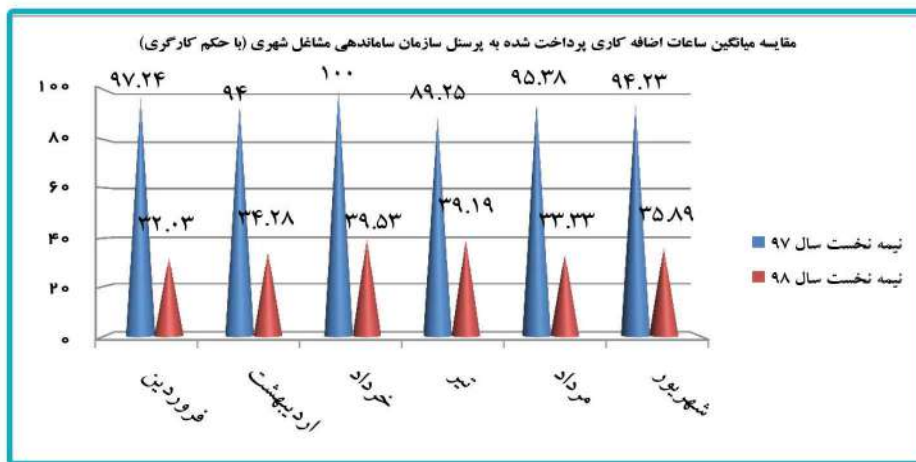 مقایسه میانگین ساعات اضافه کاری پرداخت شده به پرسنل سازمان ساماندهی مشاغل شهری (با حکم کارگری)
۹۷.۲۴
۹۴
۱۰۰
۸۹.۲۵
۹۵.۳۸
۹۴.۲۳
۳۲.۰۳
۳۴.۲۸
۳۹.۵۳
۳۹.۱۹
۳۳.۳۳
۳۵.۸۹
۱۰۰
۸۰
۶۰
۴۰
۲۰
۰
فروردین
اردیبهشت
خرداد
تیر
مرداد
شهریور
نیمه نخست سال ۹۷
نیمه نخست سال ۹۸